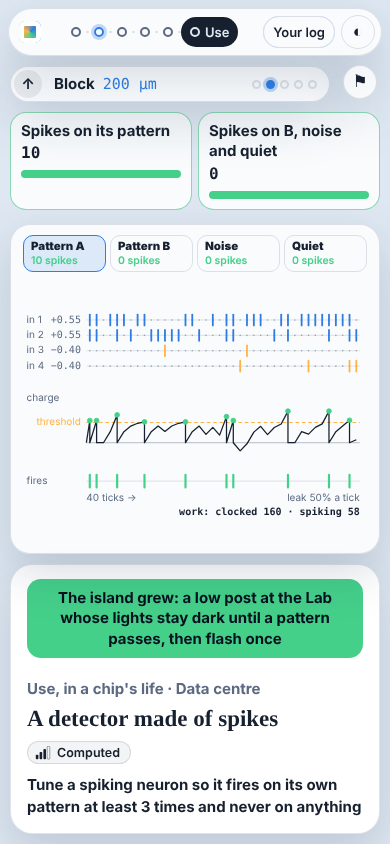 Use
Your log
Block 200 µm
Spikes on its pattern
10
Spikes on B, noise
and quiet
0
Pattern A
10 spikes
Pattern B
0 spikes
Noise
0 spikes
Quiet
0 spikes
in 1 +0.55
in 2 +0.55
in 3 −0.40
in 4 −0.40
charge
threshold
fires
40 ticks →
leak 50% a tick
work: clocked 160 · spiking 58
The island grew: a low post at the Lab
whose lights stay dark until a pattern
passes, then flash once
Use, in a chip's life · Data centre
A detector made of spikes
Computed
Tune a spiking neuron so it fires on its own
pattern at least 3 times and never on anything